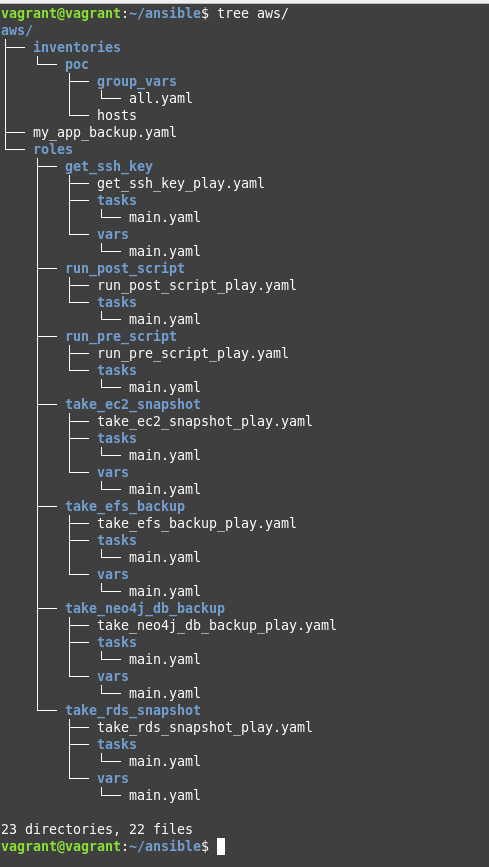 vagrant@vagrant:~/ansible$ tree aws/
aws/
├── inventories
│   └── poc
│       ├── group_vars
│       │   └── all.yaml
│       └── hosts
├── my_app_backup.yaml
└── roles
    ├── get_ssh_key
    │   ├── get_ssh_key_play.yaml
    │   ├── tasks
    │   │   └── main.yaml
    │   └── vars
    │       └── main.yaml
    ├── run_post_script
    │   ├── run_post_script_play.yaml
    │   └── tasks
    │       └── main.yaml
    ├── run_pre_script
    │   ├── run_pre_script_play.yaml
    │   └── tasks
    │       └── main.yaml
    ├── take_ec2_snapshot
    │   ├── take_ec2_snapshot_play.yaml
    │   ├── tasks
    │   │   └── main.yaml
    │   └── vars
    │       └── main.yaml
    ├── take_efs_backup
    │   ├── take_efs_backup_play.yaml
    │   ├── tasks
    │   │   └── main.yaml
    │   └── vars
    │       └── main.yaml
    ├── take_neo4j_db_backup
    │   ├── take_neo4j_db_backup_play.yaml
    │   ├── tasks
    │   │   └── main.yaml
    │   └── vars
    │       └── main.yaml
    └── take_rds_snapshot
        ├── take_rds_snapshot_play.yaml
        ├── tasks
        │   └── main.yaml
        └── vars
            └── main.yaml

23 directories, 22 files
vagrant@vagrant:~/ansible$